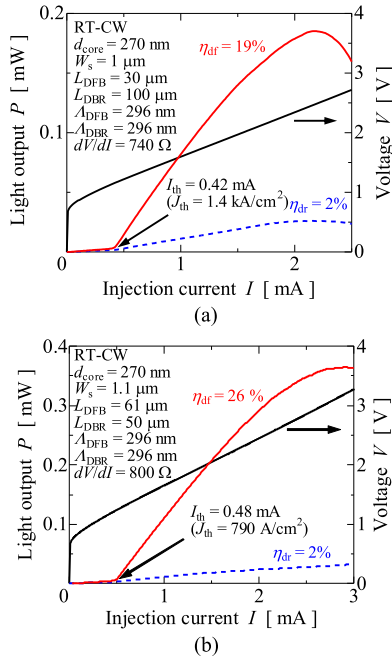 RT-CW
d_core = 270 nm
W_s = 1 μm
L_DFB = 30 μm
L_DBR = 100 μm
Λ_DFB = 296 nm
Λ_DBR = 296 nm
dV/dI = 740 Ω
η_df = 19%
I_th = 0.42 mA
(J_th = 1.4 kA/cm²)
η_dr = 2%
0.2
0.1
0
4
3
2
1
0
0
1
2
Light output P [ mW ]
Voltage V [ V ]
Injection current I [ mA ]
(a)
RT-CW
d_core = 270 nm
W_s = 1.1 μm
L_DFB = 61 μm
L_DBR = 50 μm
Λ_DFB = 296 nm
Λ_DBR = 296 nm
dV/dI = 800 Ω
η_df = 26 %
I_th = 0.48 mA
(J_th = 790 A/cm²)
η_dr = 2%
0.4
0.3
0.2
0.1
0
4
3
2
1
0
0
1
2
3
Light output P [ mW ]
Voltage V [ V ]
Injection current I [ mA ]
(b)